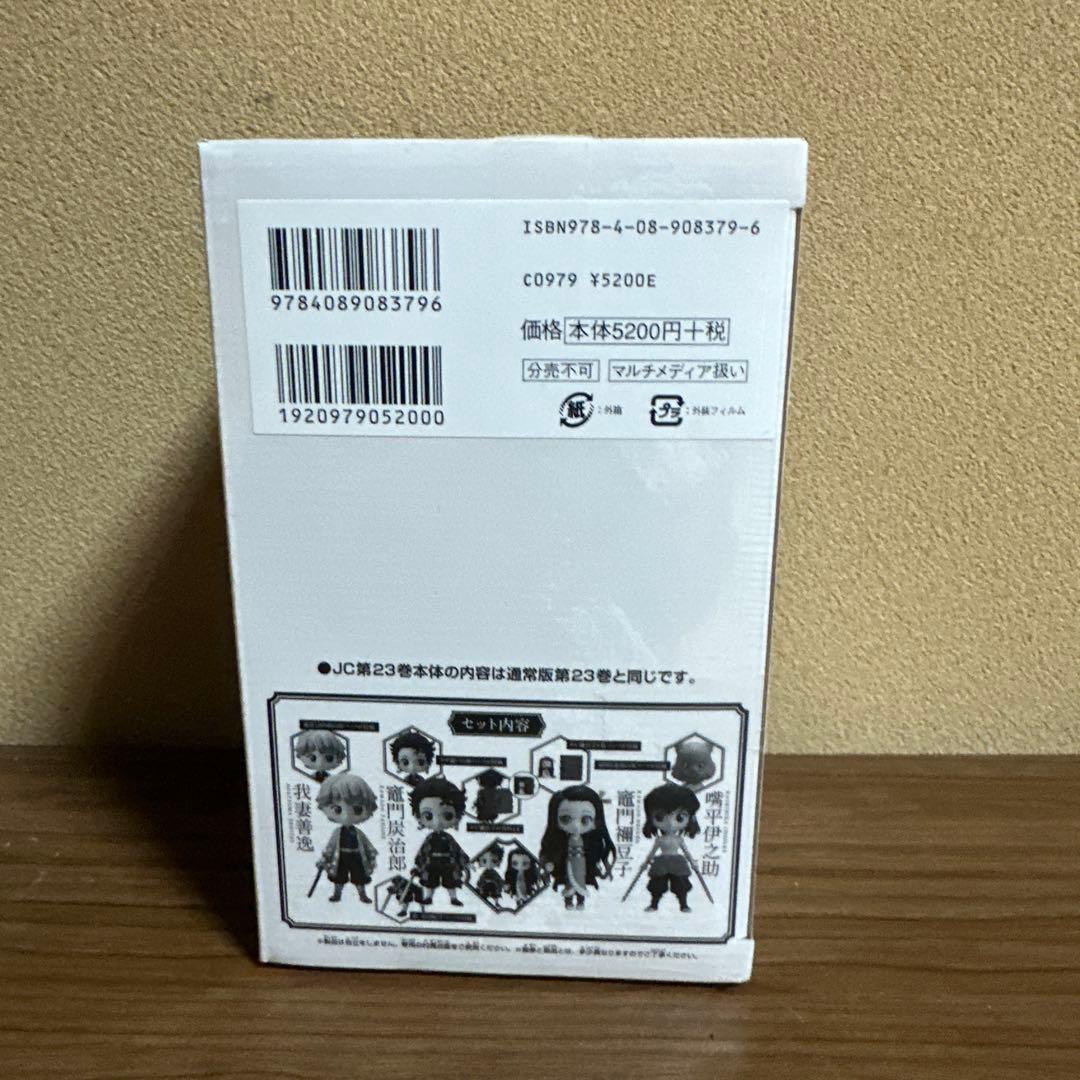 ISBN978-4-08-908379-6
9784089083796
C0979 ¥5200E
価格 本体5200円+税
1920979052000
分売不可 マルチメディア扱い
紙 :外箱 プラ :外装フィルム
●JC第23巻本体の内容は通常版第23巻と同じです。
セット内容
我妻善逸
竈門炭治郎
竈門禰豆子
嘴平伊之助